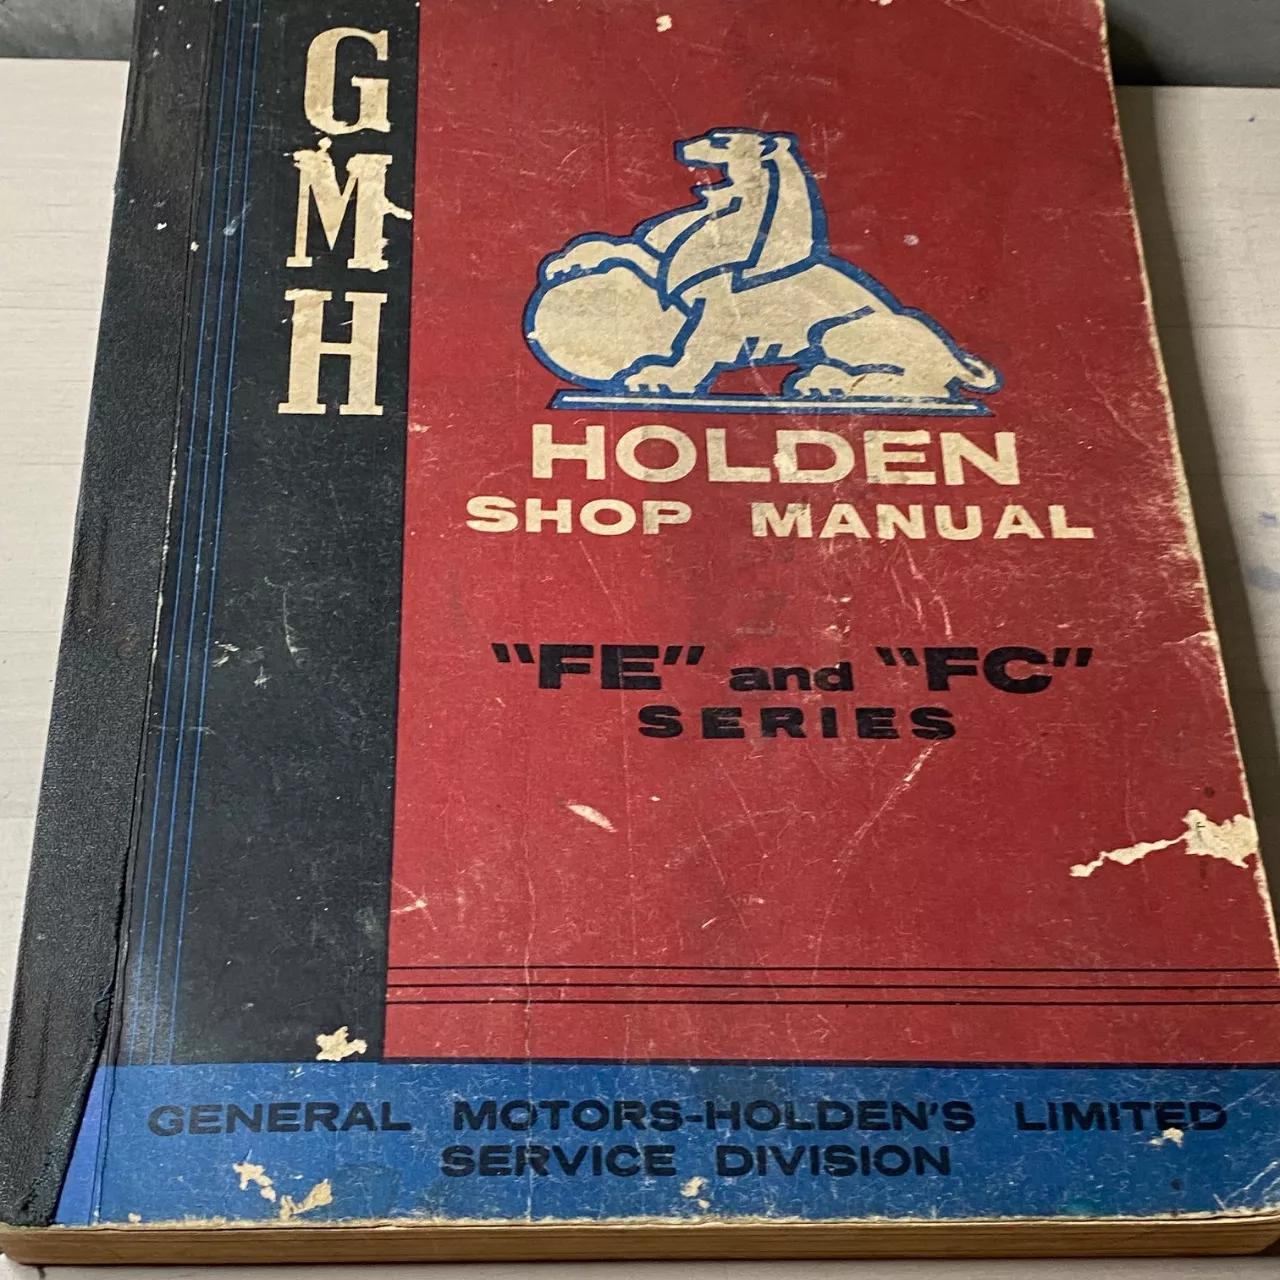 G
M
H
HOLDEN
SHOP MANUAL
"FE" and "FC"
SERIES
GENERAL MOTORS-HOLDEN'S LIMITED
SERVICE DIVISION